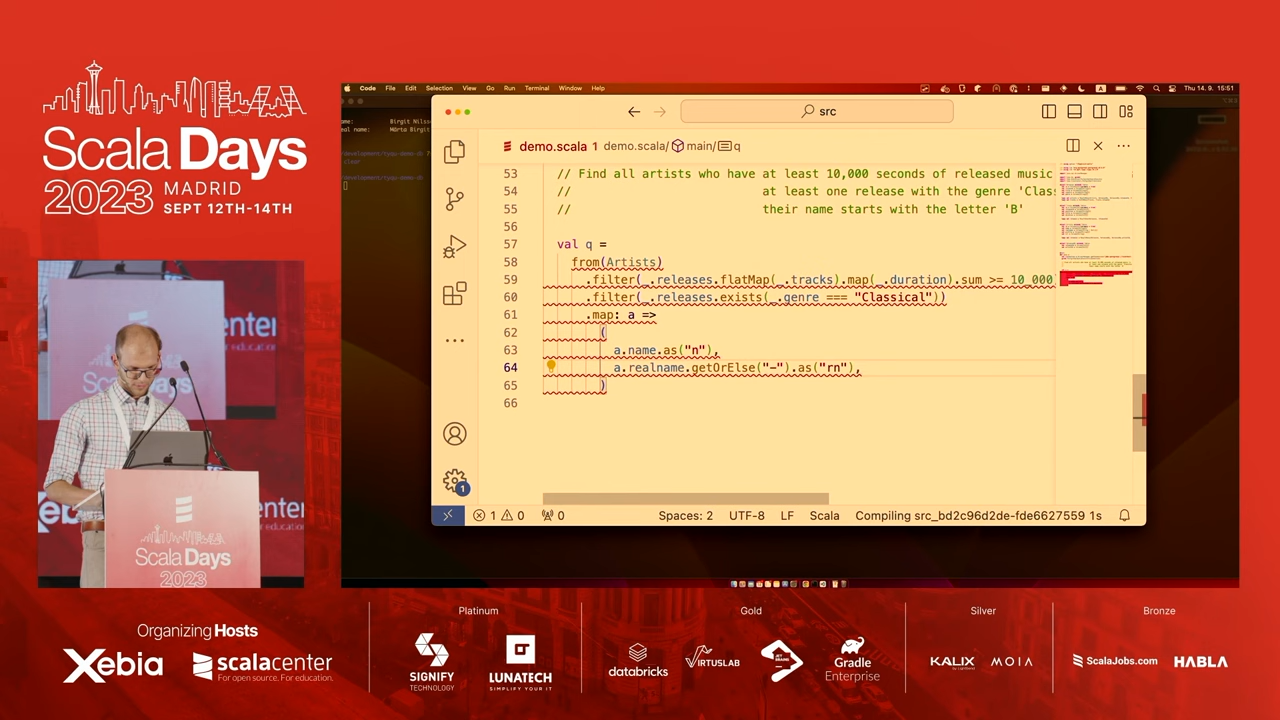 Scala Days
2023 MADRID
SEPT 12TH-14TH
Code File Edit Selection View Go Run Terminal Window Help
Thu 14. 9. 15:51
src
demo.scala 1 demo.scala/ main/ q
53 // Find all artists who have at least 10,000 seconds of released music
54 // at least one release with the genre 'Clas
55 // their name starts with the letter 'B'
56
57 val q =
58 from(Artists)
59 .filter(_.releases.flatMap(_.tracks).map(_.duration).sum >= 10_000
60 .filter(_.releases.exists(_.genre === "Classical"))
61 .map: a =>
62 (
63 a.name.as("n"),
64 a.realname.getOrElse("-").as("rn"),
65 )
66
1
1 0 0 Spaces: 2 UTF-8 LF Scala Compiling src_bd2c96d2de-fde6627559 1s
Scala Days
2023
Organizing Hosts
Xebia
scalacenter
For open source. For education.
Platinum
SIGNIFY
TECHNOLOGY
LUNATECH
SIMPLIFY YOUR IT
Gold
databricks
VIRTUSLAB
JET BRAINS
Gradle
Enterprise
Silver
KALIX
MOIA
Bronze
ScalaJobs.com
HABLA